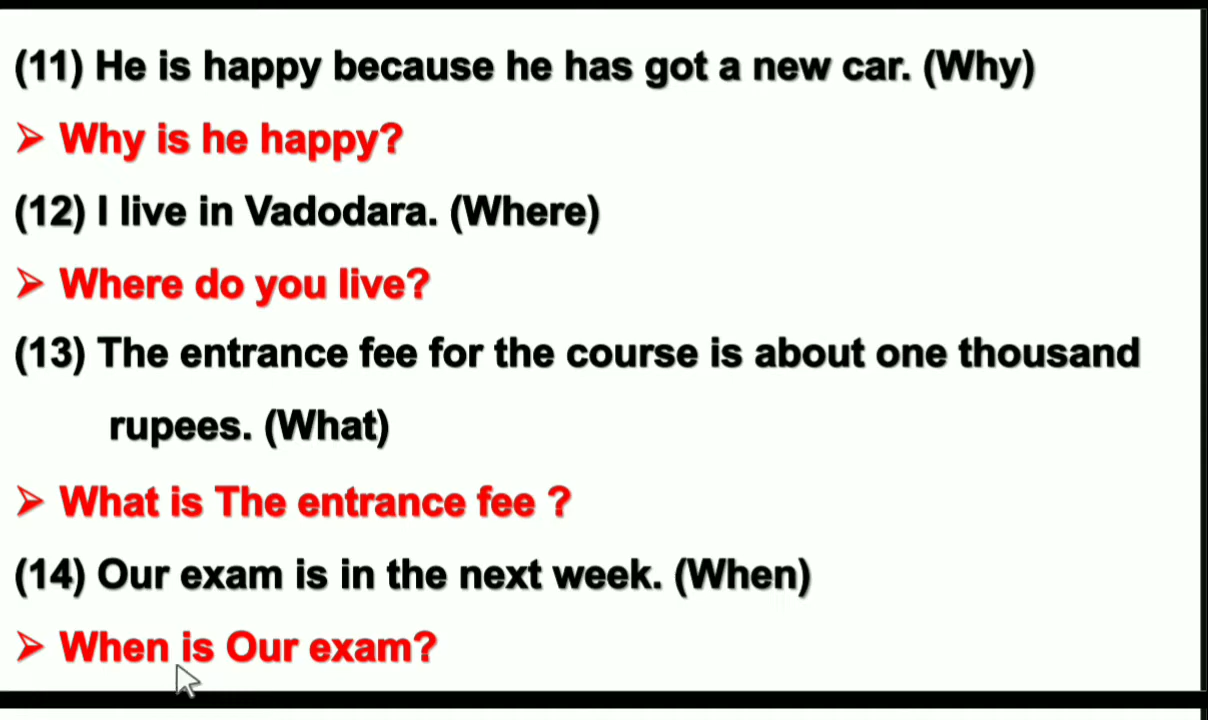 (11) He is happy because he has got a new car. (Why)
➢ Why is he happy?
(12) I live in Vadodara. (Where)
➢ Where do you live?
(13) The entrance fee for the course is about one thousand
rupees. (What)
➢ What is The entrance fee ?
(14) Our exam is in the next week. (When)
➢ When is Our exam?